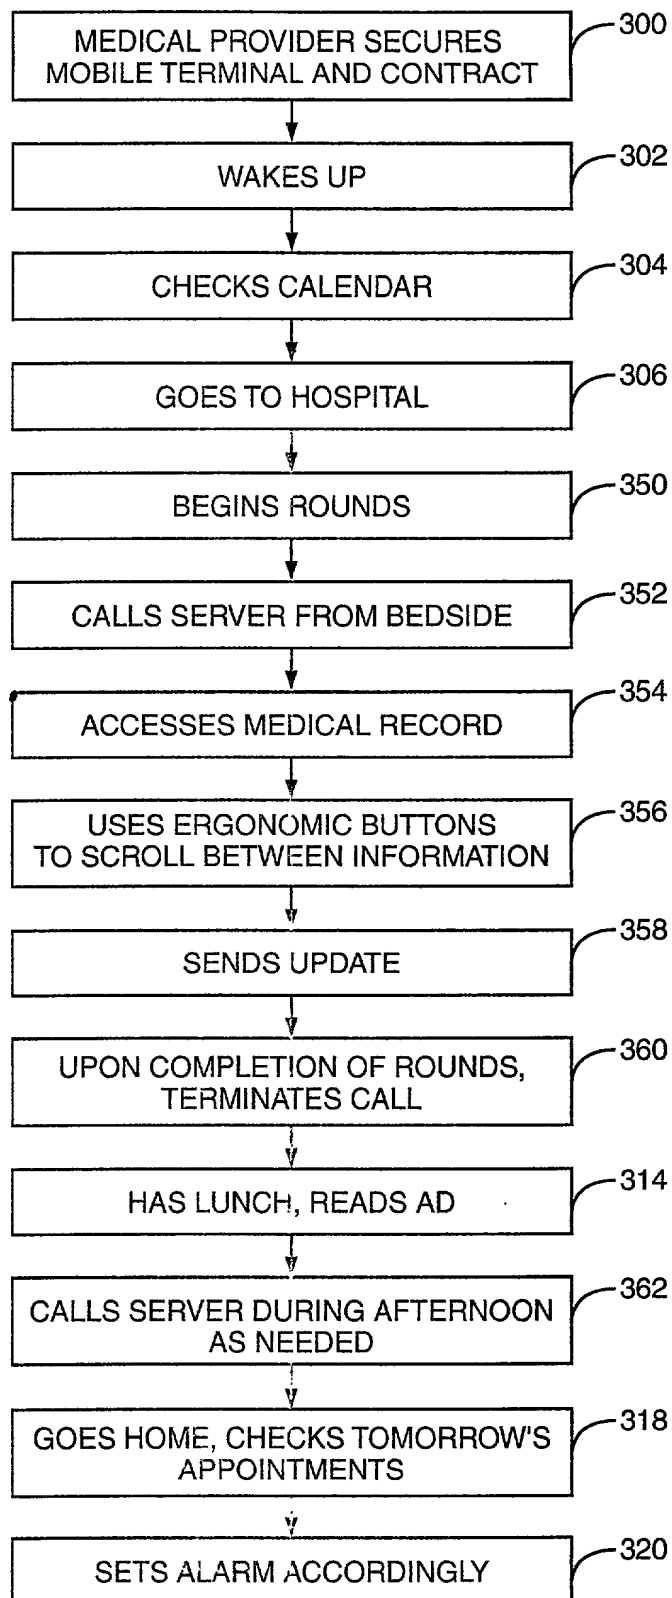 MEDICAL PROVIDER SECURES
MOBILE TERMINAL AND CONTRACT
300
WAKES UP
302
CHECKS CALENDAR
304
GOES TO HOSPITAL
306
BEGINS ROUNDS
350
CALLS SERVER FROM BEDSIDE
352
ACCESSES MEDICAL RECORD
354
USES ERGONOMIC BUTTONS
TO SCROLL BETWEEN INFORMATION
356
SENDS UPDATE
358
UPON COMPLETION OF ROUNDS,
TERMINATES CALL
360
HAS LUNCH, READS AD
314
CALLS SERVER DURING AFTERNOON
AS NEEDED
362
GOES HOME, CHECKS TOMORROW'S
APPOINTMENTS
318
SETS ALARM ACCORDINGLY
320